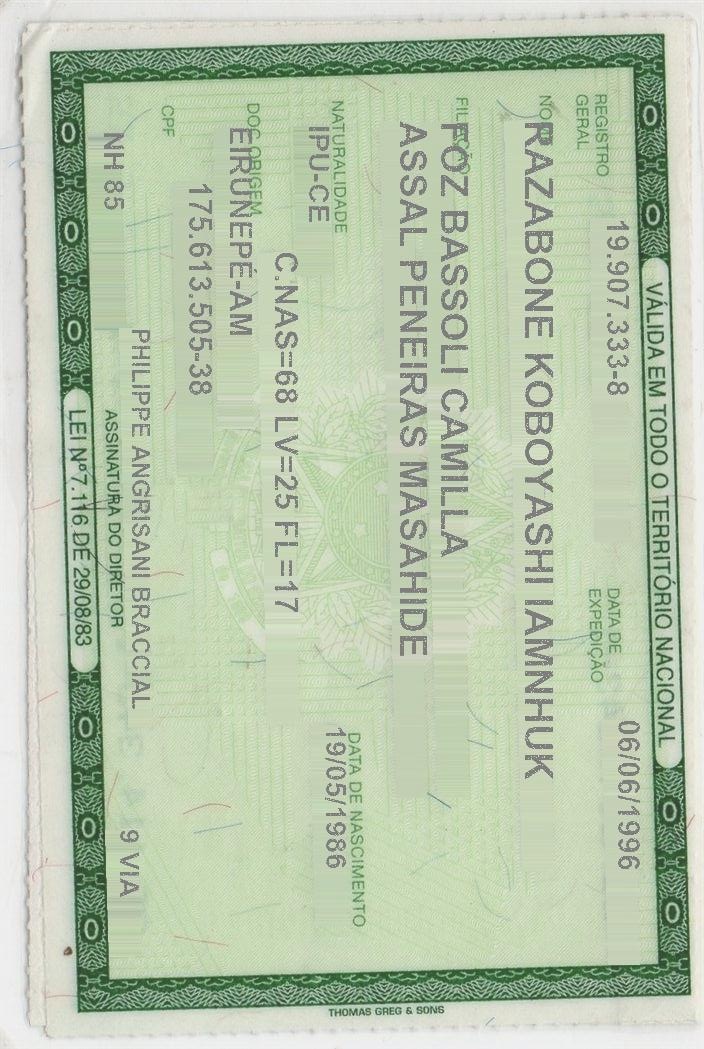 VÁLIDA EM TODO O TERRITÓRIO NACIONAL
REGISTRO GERAL
19.907.333-8
DATA DE EXPEDIÇÃO
06/06/1996
NOME
RAZABONE KOBOYASHI IAMNHUK
FILIAÇÃO
FOZ BASSOLI CAMILLA
ASSAL PENEIRAS MASAHIDE
NATURALIDADE
IPU-CE
DATA DE NASCIMENTO
19/05/1986
DOC ORIGEM
C.NAS=68 LV=25 FL=17
EIRUNEPÉ-AM
CPF
175.613.505-38
NH 85
PHILIPPE ANGRISANI BRACCIAL
9 VIA
ASSINATURA DO DIRETOR
LEI Nº 7.116 DE 29/08/83
THOMAS GREG & SONS